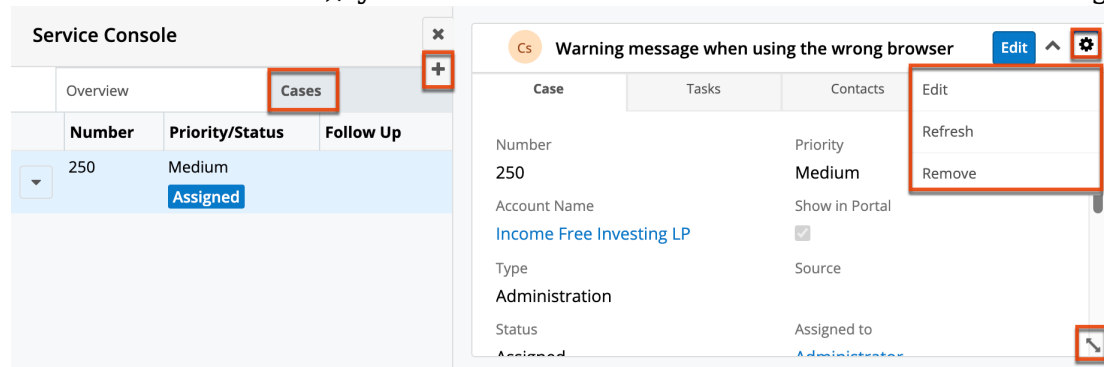 Service Console
Overview
Cases
Number Priority/Status Follow Up
250 Medium
Assigned
Cs Warning message when using the wrong browser Edit
Case Tasks Contacts
Edit
Refresh
Remove
Number
250
Priority
Medium
Account Name
Income Free Investing LP
Show in Portal
Type
Administration
Source
Status
Assigned
Assigned to
Administrator